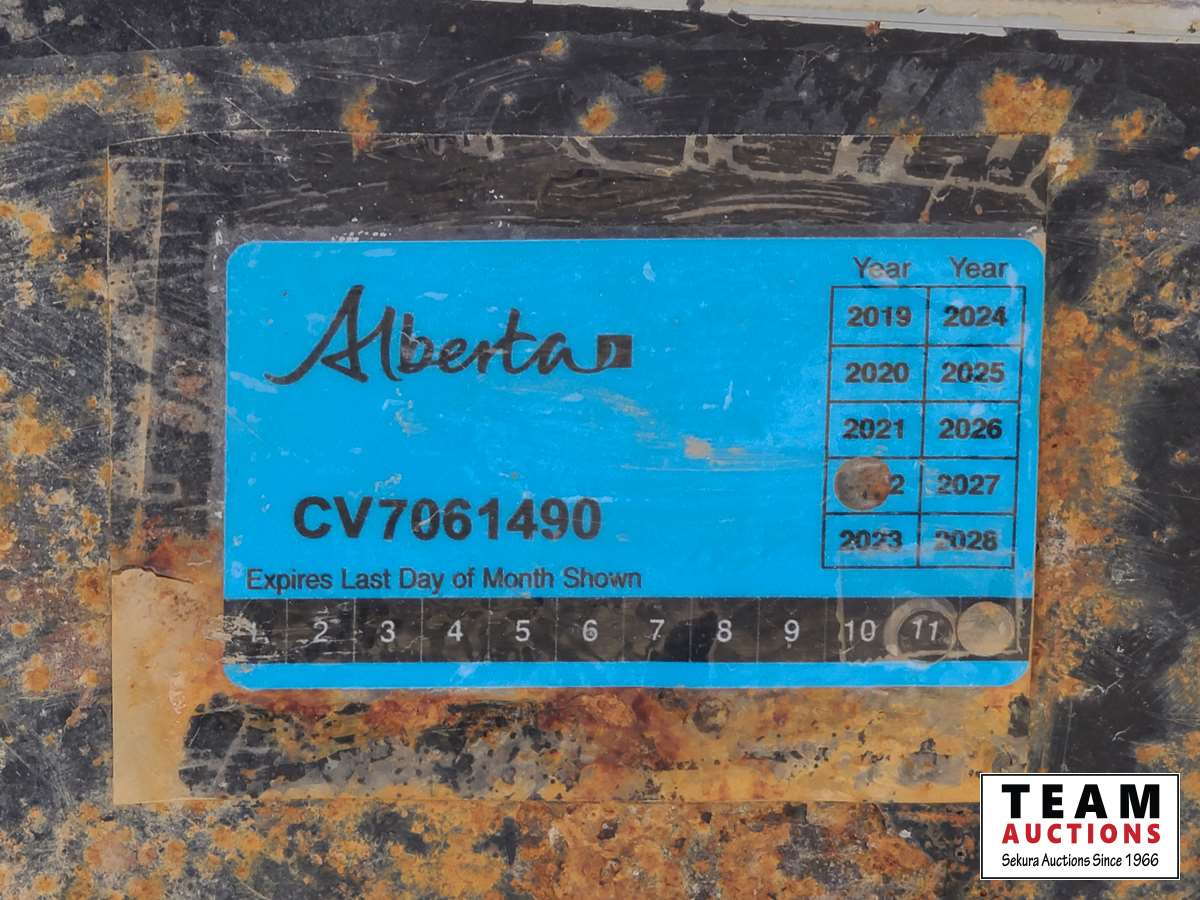 Alberta
Year Year
2019 2024
2020 2025
2021 2026
2027
2023 2028
CV7061490
Expires Last Day of Month Shown
1 2 3 4 5 6 7 8 9 10 11
TEAM
AUCTIONS
Sekura Auctions Since 1966